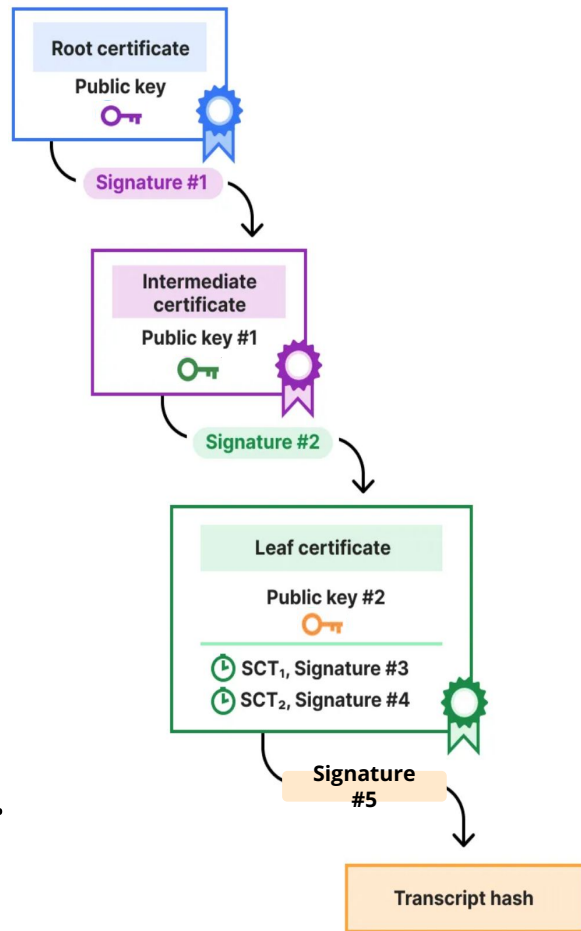 Root certificate
Public key
Signature #1
Intermediate
certificate
Public key #1
Signature #2
Leaf certificate
Public key #2
SCT₁, Signature #3
SCT₂, Signature #4
Signature
#5
Transcript hash